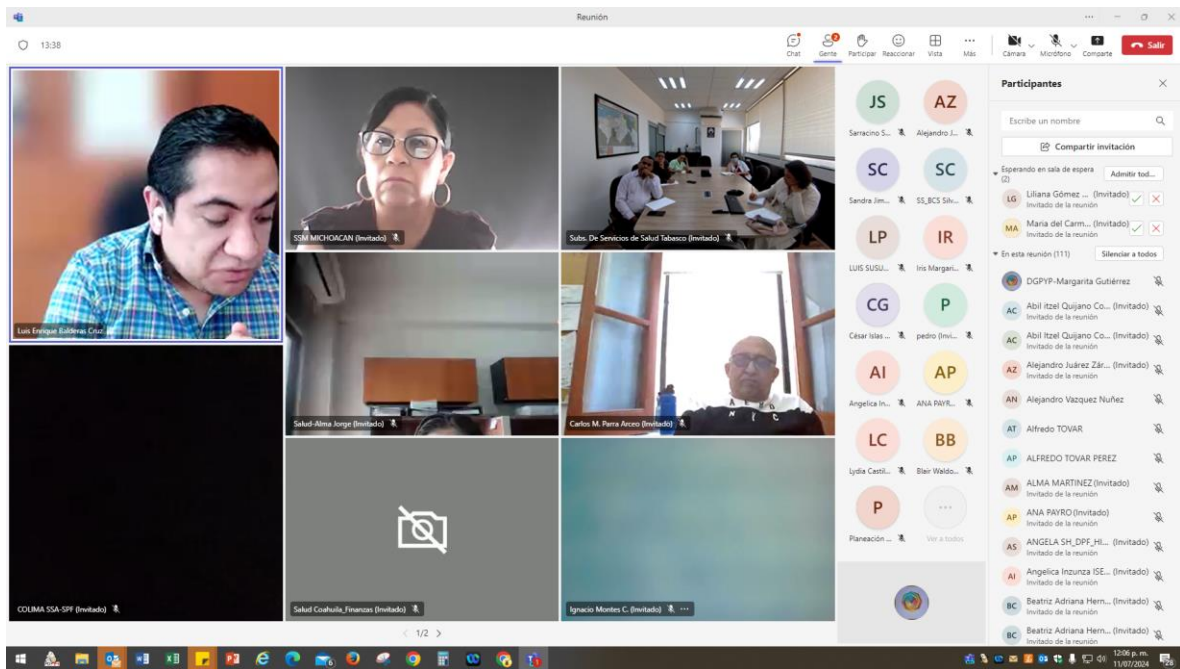 Reunión
13:38
Chat
Gente
2
Participar
Reaccionar
Vista
Más
Cámara
Micrófono
Comparte
Salir
Luis Enrique Balderas Cruz
SSM MICHOACAN (Invitado)
Subs. De Servicios de Salud Tabasco (Invitado)
Salud-Alma Jorge (Invitado)
Carlos M. Parra Arceo (Invitado)
COLIMA SSA-SPF (Invitado)
Salud Coahuila_Finanzas (Invitado)
Ignacio Montes C. (Invitado)
1/2
JS
Sarracino S...
AZ
Alejandro J...
SC
Sandra Jim...
SC
SS_BCS Silv...
LP
LUIS SUSU...
IR
Iris Margari...
CG
César Islas ...
P
pedro (Invi...
AI
Angelica In...
AP
ANA PAYR...
LC
Lydia Castil...
BB
Blair Waldo...
P
Planeación ...
Ver a todos
Participantes
Escribe un nombre
Compartir invitación
Esperando en sala de espera (2)
Admitir tod...
LG
Liliana Gómez ... (Invitado)
Invitado de la reunión
MA
Maria del Carm... (Invitado)
Invitado de la reunión
En esta reunión (111)
Silenciar a todos
DGPYP-Margarita Gutiérrez
AC
Abil itzel Quijano Co... (Invitado)
Invitado de la reunión
AC
Abil Itzel Quijano Co... (Invitado)
Invitado de la reunión
AZ
Alejandro Juárez Zár... (Invitado)
Invitado de la reunión
AN
Alejandro Vazquez Nuñez
AT
Alfredo TOVAR
AP
ALFREDO TOVAR PEREZ
AM
ALMA MARTINEZ (Invitado)
Invitado de la reunión
AP
ANA PAYRO (Invitado)
Invitado de la reunión
AS
ANGELA SH_DPF_HI... (Invitado)
Invitado de la reunión
AI
Angelica Inzunza ISE... (Invitado)
Invitado de la reunión
BC
Beatriz Adriana Hern... (Invitado)
Invitado de la reunión
BC
Beatriz Adriana Hern... (Invitado)
Invitado de la reunión
12:06 p. m.
11/07/2024